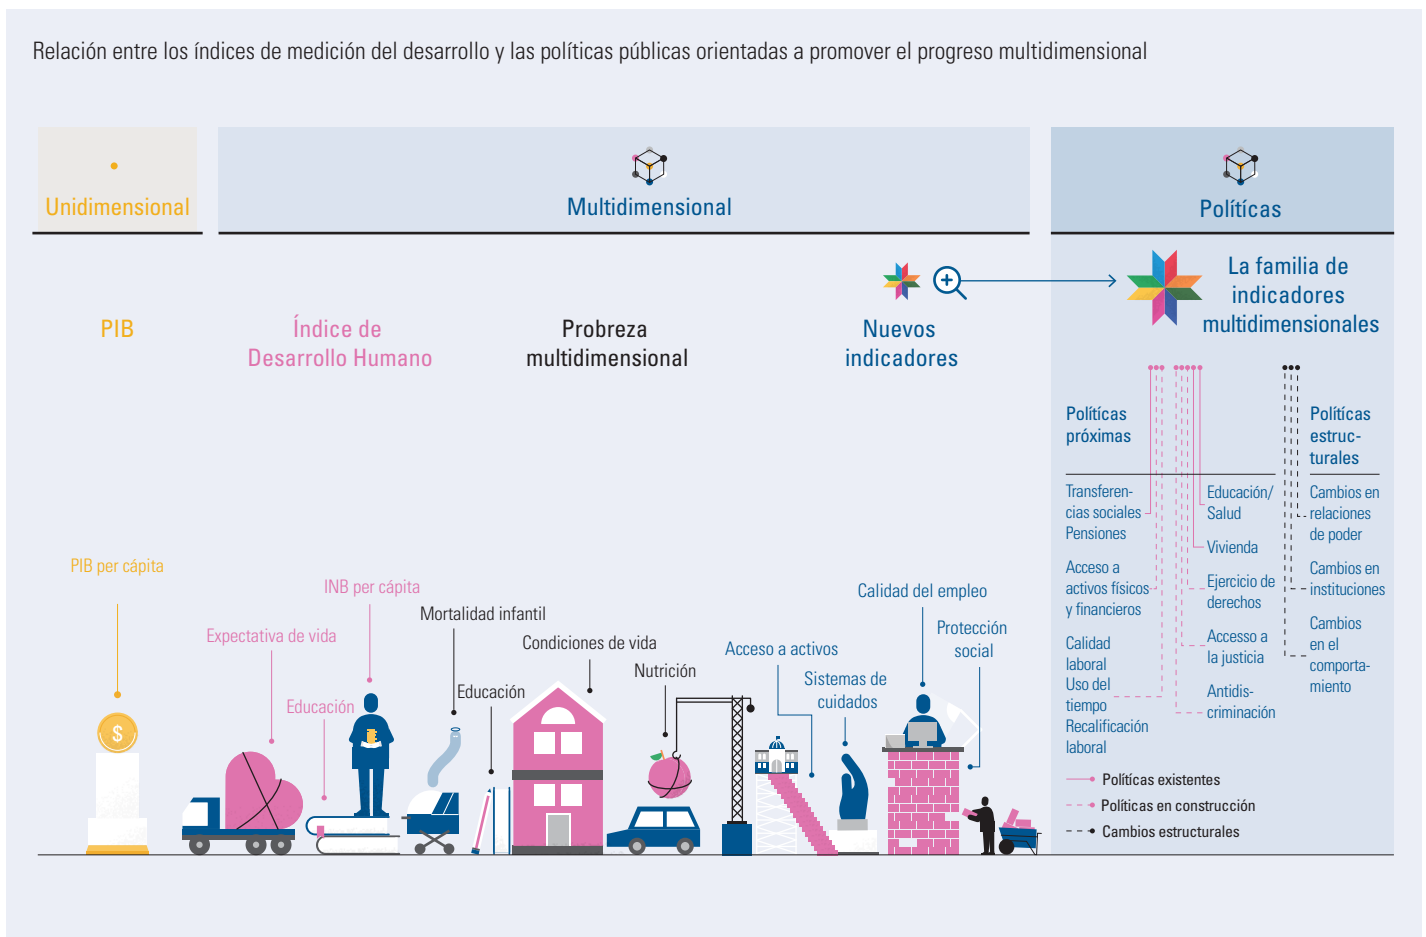 Relación entre los índices de medición del desarrollo y las políticas públicas orientadas a promover el progreso multidimensional
Unidimensional
Multidimensional
Políticas
PIB
Índice de
Desarrollo Humano
Probreza
multidimensional
Nuevos
indicadores
La familia de
indicadores
multidimensionales
PIB per cápita
$
Expectativa de vida
Educación
INB per cápita
Mortalidad infantil
Educación
Condiciones de vida
Nutrición
Acceso a activos
Sistemas de
cuidados
Calidad del empleo
Protección
social
Políticas
próximas
Transferen-
cias sociales
Pensiones
Acceso a
activos físicos
y financieros
Calidad
laboral
Uso del
tiempo
Recalificación
laboral
Educación/
Salud
Vivienda
Ejercicio de
derechos
Accesso a
la justicia
Antidis-
criminación
Políticas
estruc-
turales
Cambios en
relaciones
de poder
Cambios en
instituciones
Cambios
en el
comporta-
miento
Políticas existentes
Políticas en construcción
Cambios estructurales